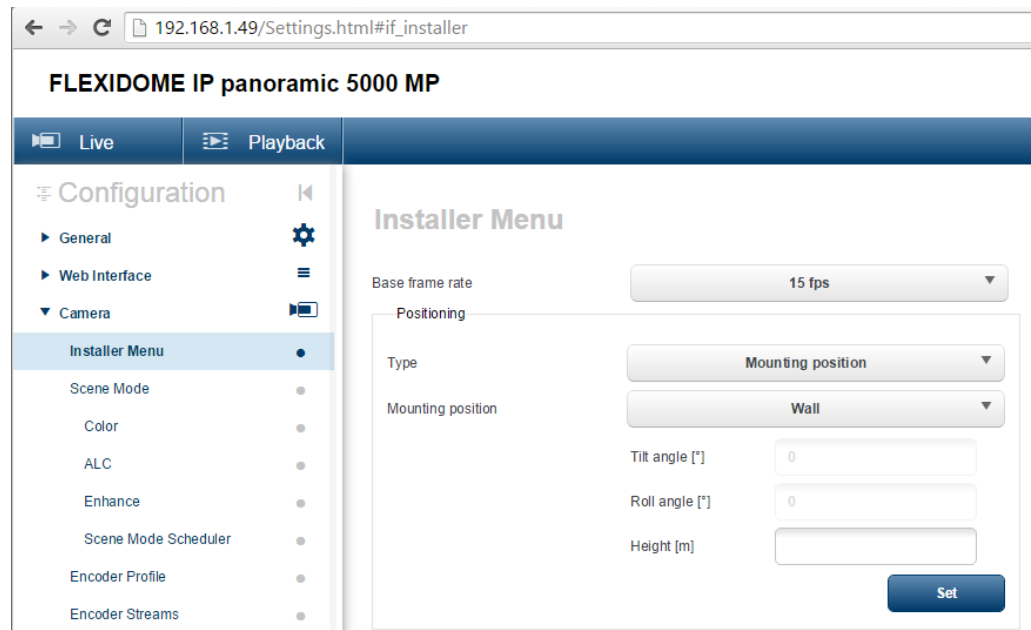 192.168.1.49/Settings.html#if_installer
FLEXIDOME IP panoramic 5000 MP
Live Playback
Configuration
General
Web Interface
Camera
Installer Menu
Scene Mode
Color
ALC
Enhance
Scene Mode Scheduler
Encoder Profile
Encoder Streams
Installer Menu
Base frame rate 15 fps
Positioning
Type Mounting position
Mounting position Wall
Tilt angle [°] 0
Roll angle [°] 0
Height [m]
Set